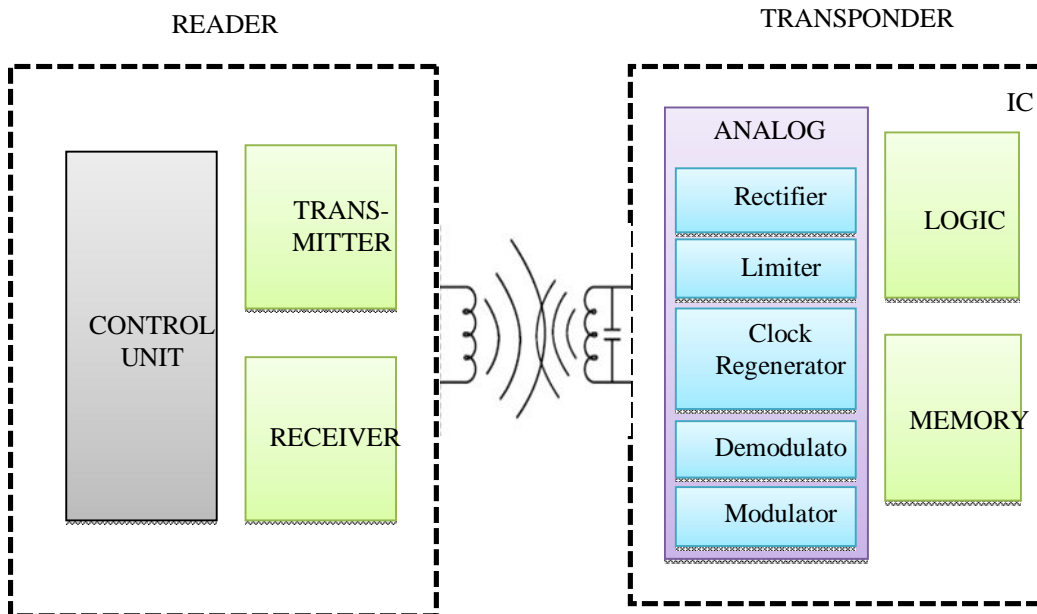 READER
TRANSPONDER
CONTROL
UNIT
TRANS-
MITTER
RECEIVER
IC
ANALOG
Rectifier
Limiter
Clock
Regenerator
Demodulato
Modulator
LOGIC
MEMORY